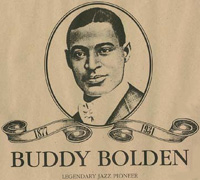 1877 1931
BUDDY BOLDEN
LEGENDARY JAZZ PIONEER